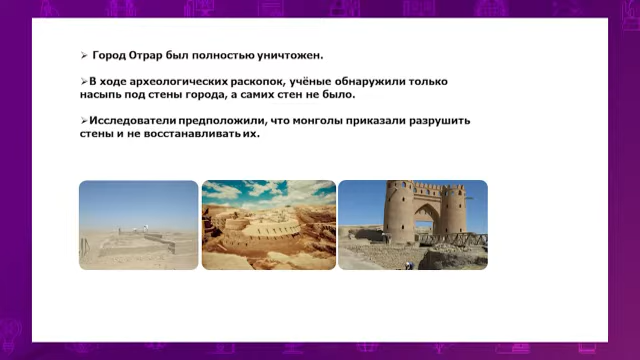 ➢ Город Отрар был полностью уничтожен.
➢В ходе археологических раскопок, учёные обнаружили только
насыпь под стены города, а самих стен не было.
➢Исследователи предположили, что монголы приказали разрушить
стены и не восстанавливать их.